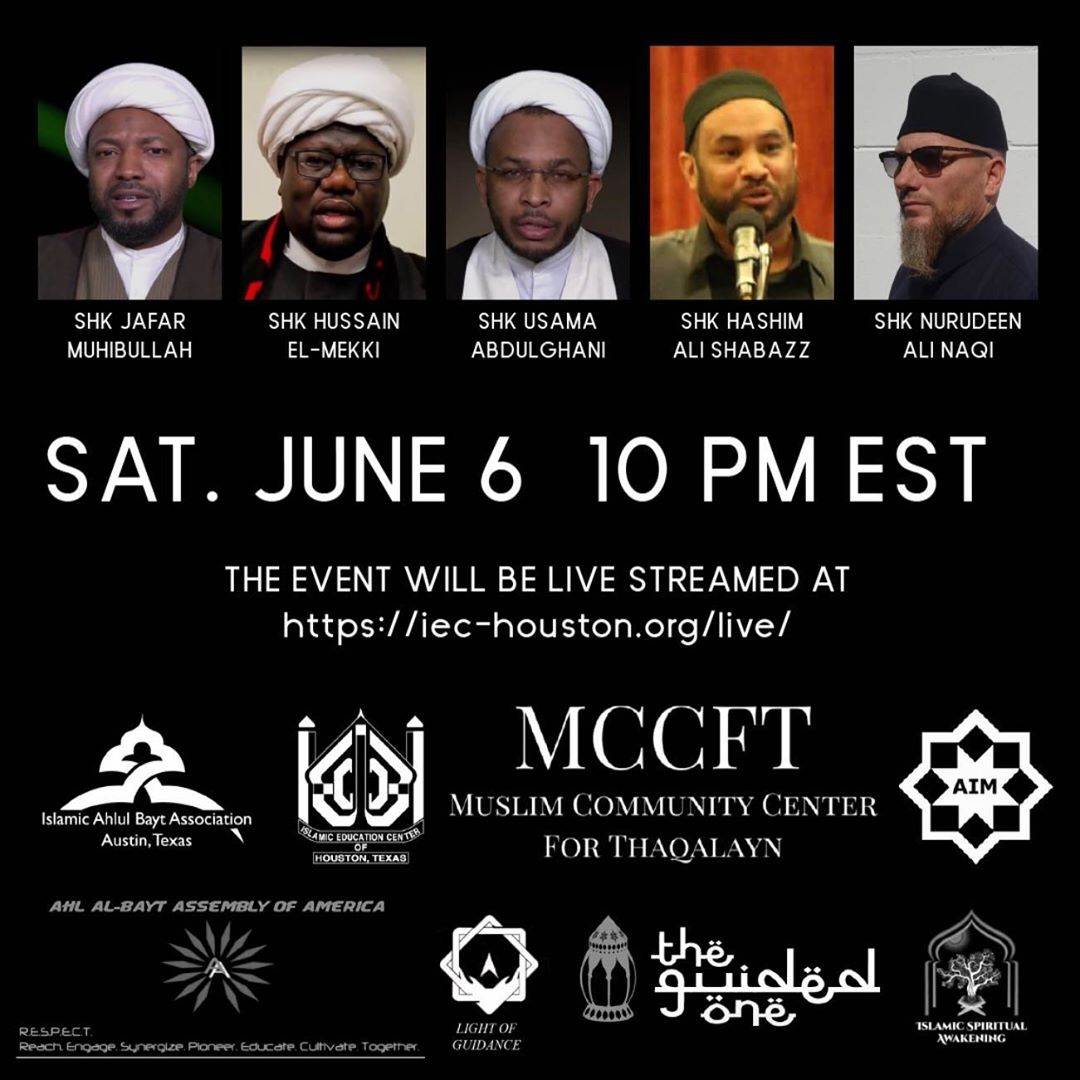 SHK JAFAR
MUHIBULLAH
SHK HUSSAIN
EL-MEKKI
SHK USAMA
ABDULGHANI
SHK HASHIM
ALI SHABAZZ
SHK NURUDEEN
ALI NAQI
SAT. JUNE 6 10 PM EST
THE EVENT WILL BE LIVE STREAMED AT
https://iec-houston.org/live/
Islamic Ahlul Bayt Association
Austin, Texas
ISLAMIC EDUCATION CENTER
OF
HOUSTON, TEXAS
MCCFT
MUSLIM COMMUNITY CENTER
FOR THAQALAYN
AIM
AHL AL-BAYT ASSEMBLY OF AMERICA
R.E.S.P.E.C.T.
Reach. Engage. Synergize. Pioneer. Educate. Cultivate. Together.
LIGHT OF
GUIDANCE
thë
guidëd
önë
ISLAMIC SPIRITUAL
AWAKENING